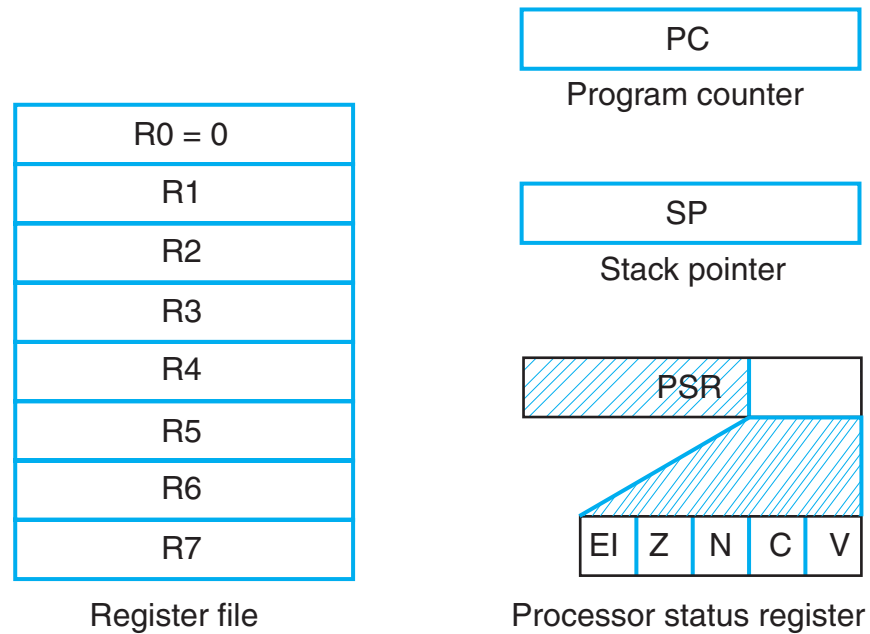 R0 = 0
R1
R2
R3
R4
R5
R6
R7
Register file
PC
Program counter
SP
Stack pointer
PSR
EI Z N C V
Processor status register